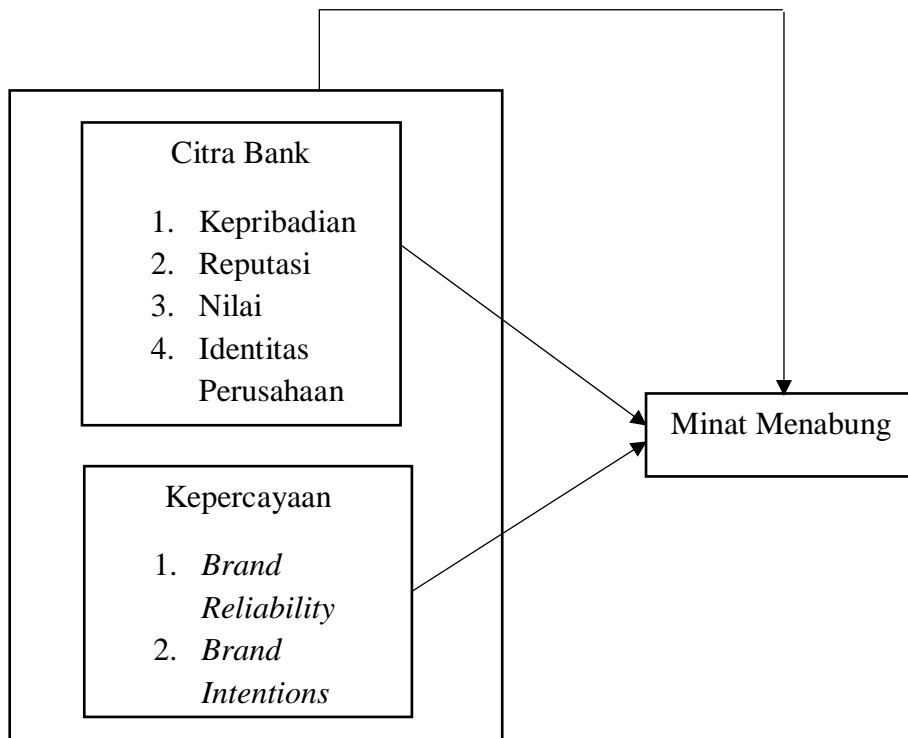 Citra Bank
1. Kepribadian
2. Reputasi
3. Nilai
4. Identitas
Perusahaan
Minat Menabung
Kepercayaan
1. Brand
Reliability
2. Brand
Intentions